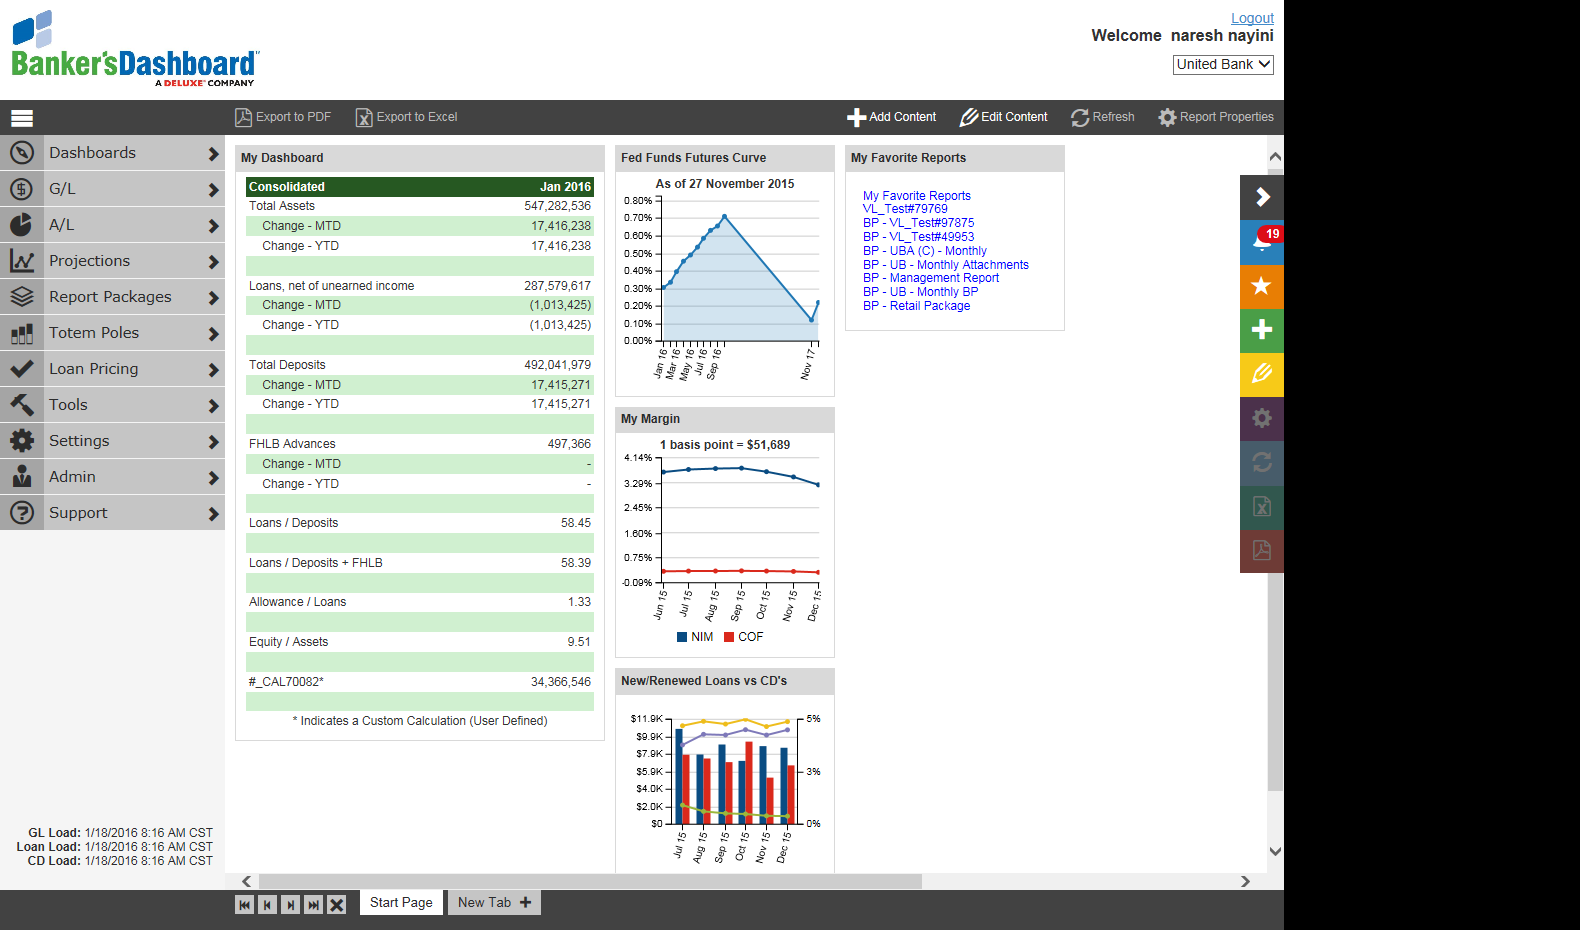 Logout
Welcome naresh nayini
United Bank
Banker'sDashboard
A DELUXE COMPANY
Export to PDF
Export to Excel
Add Content
Edit Content
Refresh
Report Properties
Dashboards
G/L
A/L
Projections
Report Packages
Totem Poles
Loan Pricing
Tools
Settings
Admin
Support
GL Load: 1/18/2016 8:16 AM CST
Loan Load: 1/18/2016 8:16 AM CST
CD Load: 1/18/2016 8:16 AM CST
My Dashboard
Consolidated Jan 2016
Total Assets 547,282,536
Change - MTD 17,416,238
Change - YTD 17,416,238
Loans, net of unearned income 287,579,617
Change - MTD (1,013,425)
Change - YTD (1,013,425)
Total Deposits 492,041,979
Change - MTD 17,415,271
Change - YTD 17,415,271
FHLB Advances 497,366
Change - MTD -
Change - YTD -
Loans / Deposits 58.45
Loans / Deposits + FHLB 58.39
Allowance / Loans 1.33
Equity / Assets 9.51
#_CAL70082* 34,366,546
* Indicates a Custom Calculation (User Defined)
Fed Funds Futures Curve
As of 27 November 2015
0.80%
0.70%
0.60%
0.50%
0.40%
0.30%
0.20%
0.10%
0.00%
Jan 16
Mar 16
May 16
Jul 16
Sep 16
Nov 17
My Margin
1 basis point = $51,689
4.14%
3.29%
2.45%
1.60%
0.75%
-0.09%
Jun 15
Jul 15
Aug 15
Sep 15
Oct 15
Nov 15
Dec 15
NIM COF
New/Renewed Loans vs CD's
$11.9K 5%
$9.9K
$7.9K
$5.9K 3%
$4.0K
$2.0K
$0 0%
Jul 15
Aug 15
Sep 15
Oct 15
Nov 15
Dec 15
My Favorite Reports
My Favorite Reports
VL_Test#79769
BP - VL_Test#97875
BP - VL_Test#49953
BP - UBA (C) - Monthly
BP - UB - Monthly Attachments
BP - Management Report
BP - UB - Monthly BP
BP - Retail Package
19
Start Page
New Tab